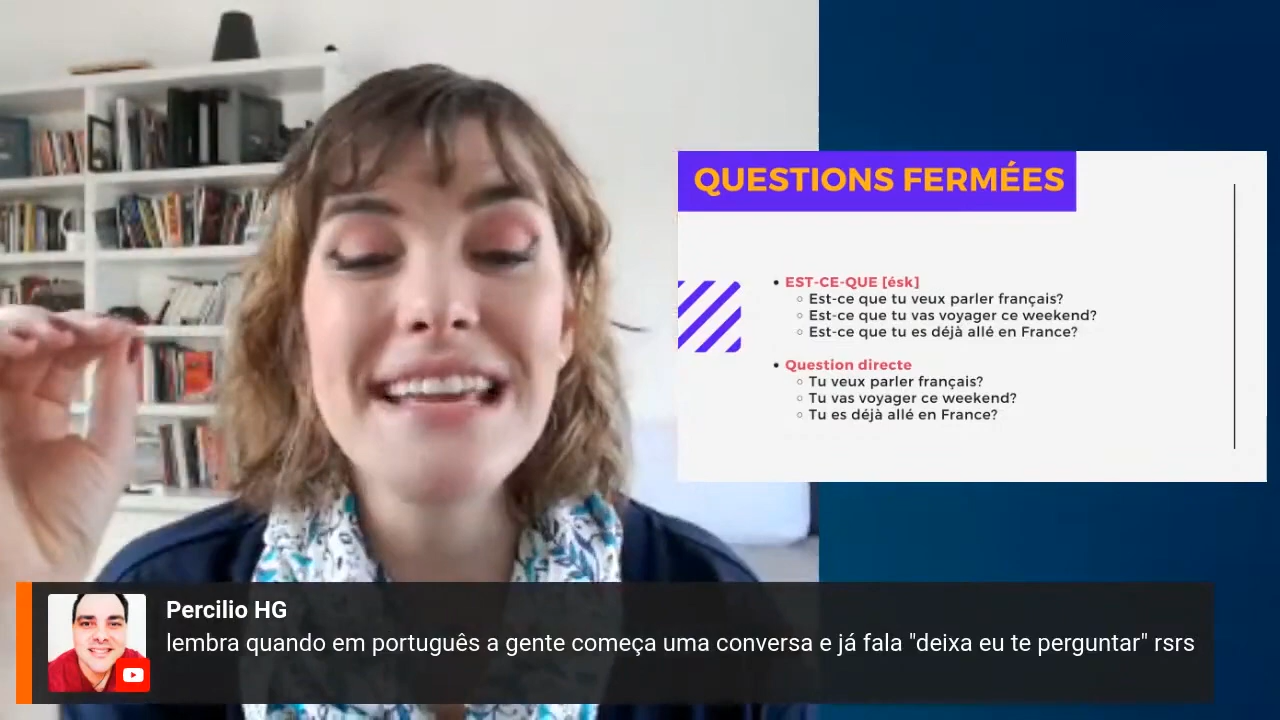 QUESTIONS FERMÉES
EST-CE-QUE [ésk]
Est-ce que tu veux parler français?
Est-ce que tu vas voyager ce weekend?
Est-ce que tu es déjà allé en France?
Question directe
Tu veux parler français?
Tu vas voyager ce weekend?
Tu es déjà allé en France?
Percilio HG
lembra quando em português a gente começa uma conversa e já fala "deixa eu te perguntar" rsrs